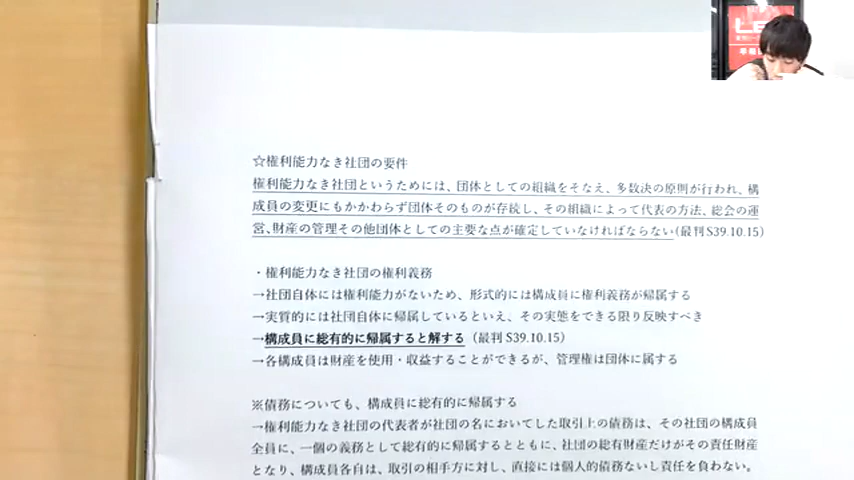 ☆権利能力なき社団の要件
権利能力なき社団というためには、団体としての組織をそなえ、多数決の原則が行われ、構
成員の変更にもかかわらず団体そのものが存続し、その組織によって代表の方法、総会の運
営、財産の管理その他団体としての主要な点が確定していなければならない(最判S39.10.15)
・権利能力なき社団の権利義務
→社団自体には権利能力がないため、形式的には構成員に権利義務が帰属する
→実質的には社団自体に帰属しているといえ、その実態をできる限り反映すべき
→構成員に総有的に帰属すると解する（最判 S39.10.15）
→各構成員は財産を使用・収益することができるが、管理権は団体に属する
※債務についても、構成員に総有的に帰属する
→権利能力なき社団の代表者が社団の名においてした取引上の債務は、その社団の構成員
全員に、一個の義務として総有的に帰属するとともに、社団の総有財産だけがその責任財産
となり、構成員各自は、取引の相手方に対し、直接には個人的債務ないし責任を負わない。